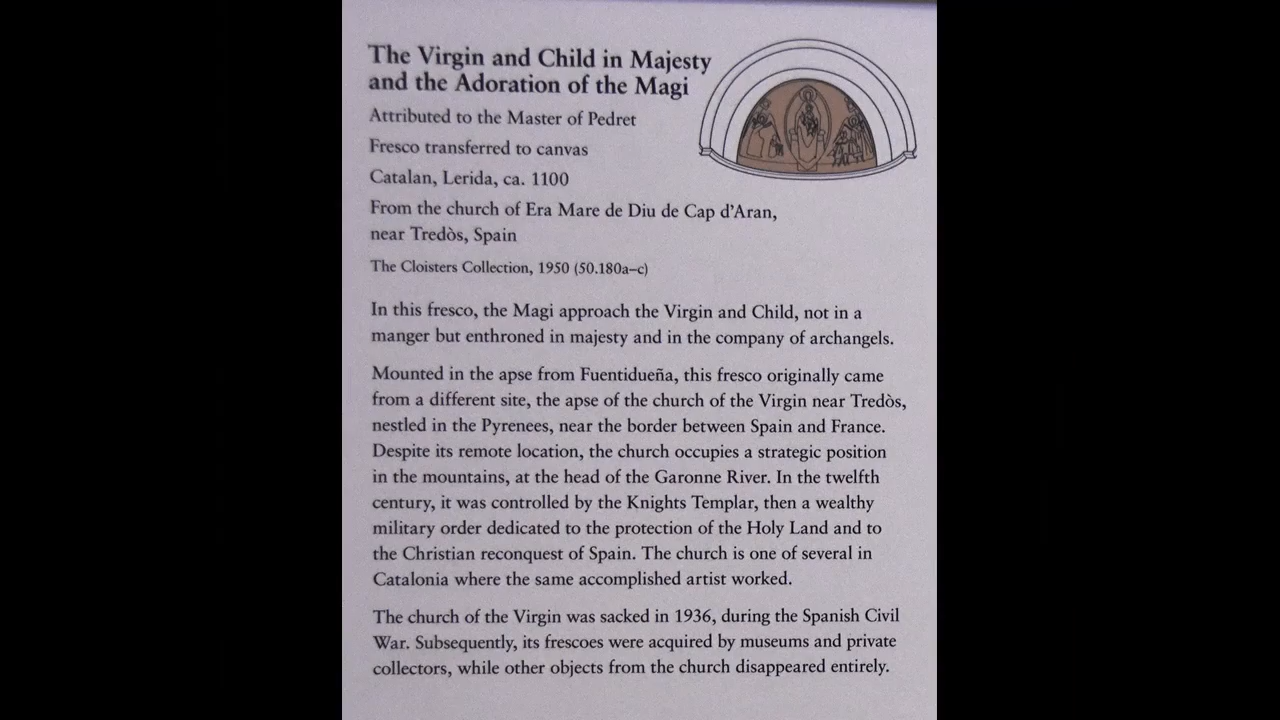 The Virgin and Child in Majesty
and the Adoration of the Magi
Attributed to the Master of Pedret
Fresco transferred to canvas
Catalan, Lerida, ca. 1100
From the church of Era Mare de Diu de Cap d'Aran,
near Tredòs, Spain
The Cloisters Collection, 1950 (50.180a–c)
In this fresco, the Magi approach the Virgin and Child, not in a
manger but enthroned in majesty and in the company of archangels.
Mounted in the apse from Fuentidueña, this fresco originally came
from a different site, the apse of the church of the Virgin near Tredòs,
nestled in the Pyrenees, near the border between Spain and France.
Despite its remote location, the church occupies a strategic position
in the mountains, at the head of the Garonne River. In the twelfth
century, it was controlled by the Knights Templar, then a wealthy
military order dedicated to the protection of the Holy Land and to
the Christian reconquest of Spain. The church is one of several in
Catalonia where the same accomplished artist worked.
The church of the Virgin was sacked in 1936, during the Spanish Civil
War. Subsequently, its frescoes were acquired by museums and private
collectors, while other objects from the church disappeared entirely.